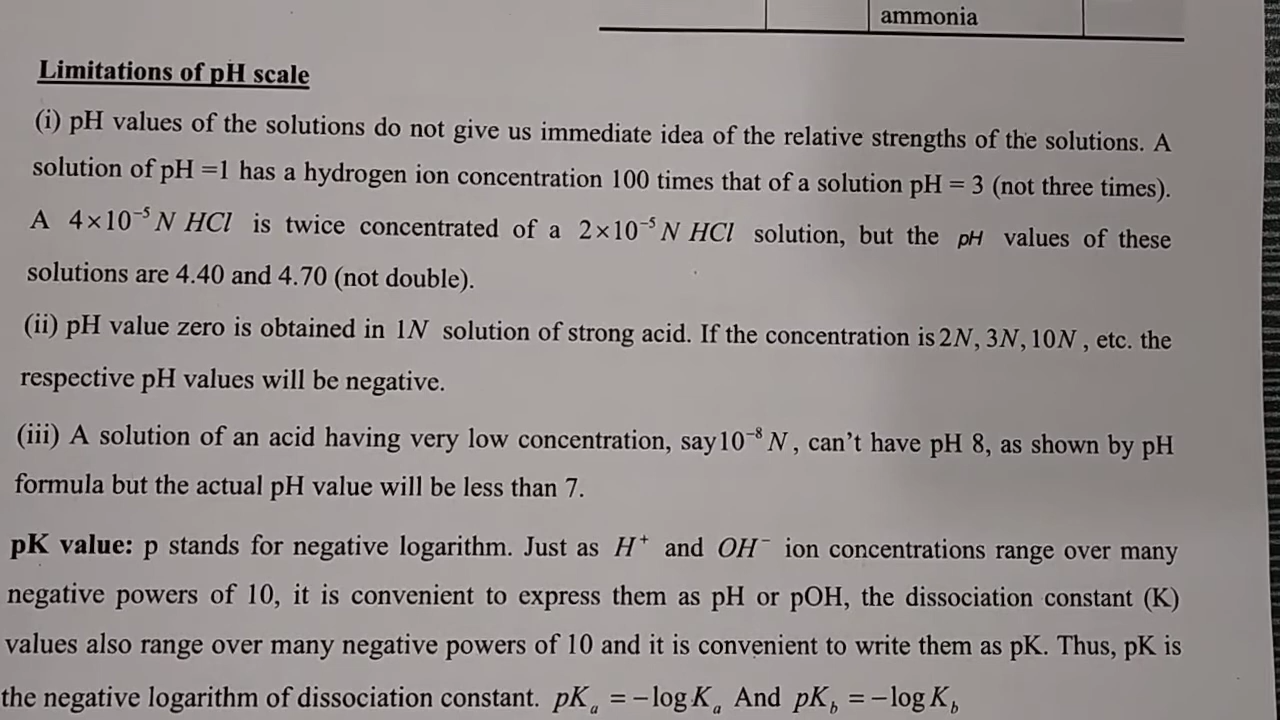 ammonia
Limitations of pH scale
(i) pH values of the solutions do not give us immediate idea of the relative strengths of the solutions. A
solution of pH =1 has a hydrogen ion concentration 100 times that of a solution pH = 3 (not three times).
A 4×10⁻⁵ N HCl is twice concentrated of a 2×10⁻⁵ N HCl solution, but the pH values of these
solutions are 4.40 and 4.70 (not double).
(ii) pH value zero is obtained in 1N solution of strong acid. If the concentration is 2N, 3N, 10N , etc. the
respective pH values will be negative.
(iii) A solution of an acid having very low concentration, say 10⁻⁸ N , can't have pH 8, as shown by pH
formula but the actual pH value will be less than 7.
pK value: p stands for negative logarithm. Just as H⁺ and OH⁻ ion concentrations range over many
negative powers of 10, it is convenient to express them as pH or pOH, the dissociation constant (K)
values also range over many negative powers of 10 and it is convenient to write them as pK. Thus, pK is
the negative logarithm of dissociation constant. pKₐ = −log Kₐ And pK_b = −log K_b